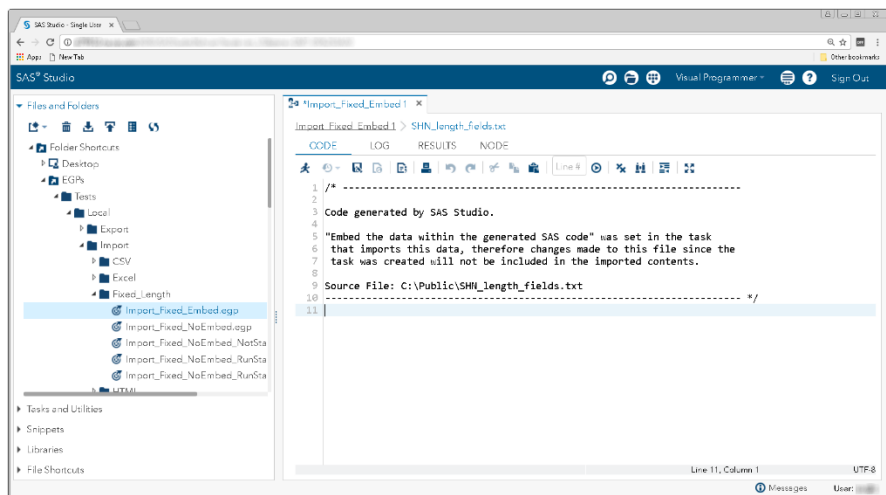 SAS Studio - Single User
Apps New Tab Other bookmarks
SAS® Studio Visual Programmer Sign Out
Files and Folders
Folder Shortcuts
Desktop
EGPs
Tests
Local
Export
Import
CSV
Excel
Fixed_Length
Import_Fixed_Embed.egp
Import_Fixed_NoEmbed.egp
Import_Fixed_NoEmbed_NotSta
Import_Fixed_NoEmbed_RunSta
Import_Fixed_NoEmbed_RunSta
HTML
Tasks and Utilities
Snippets
Libraries
File Shortcuts
*Import_Fixed_Embed 1
Import_Fixed_Embed 1 > SHN_length_fields.txt
CODE LOG RESULTS NODE
Line #
1 /* --------------------------------------------------------------------
2
3 Code generated by SAS Studio.
4
5 "Embed the data within the generated SAS code" was set in the task
6 that imports this data, therefore changes made to this file since the
7 task was created will not be included in the imported contents.
8
9 Source File: C:\Public\SHN_length_fields.txt
10 -------------------------------------------------------------------- */
11
Line 11, Column 1 UTF-8
Messages User: